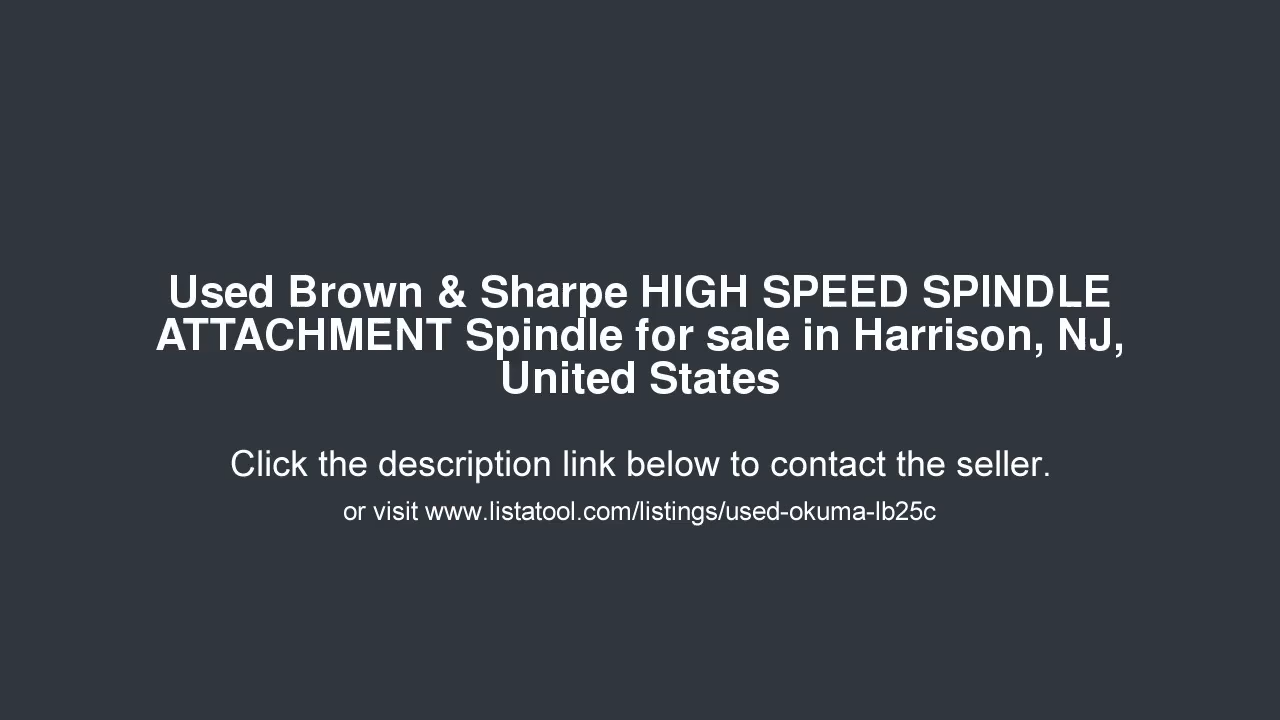 Used Brown & Sharpe HIGH SPEED SPINDLE
ATTACHMENT Spindle for sale in Harrison, NJ,
United States
Click the description link below to contact the seller.
or visit www.listatool.com/listings/used-okuma-lb25c